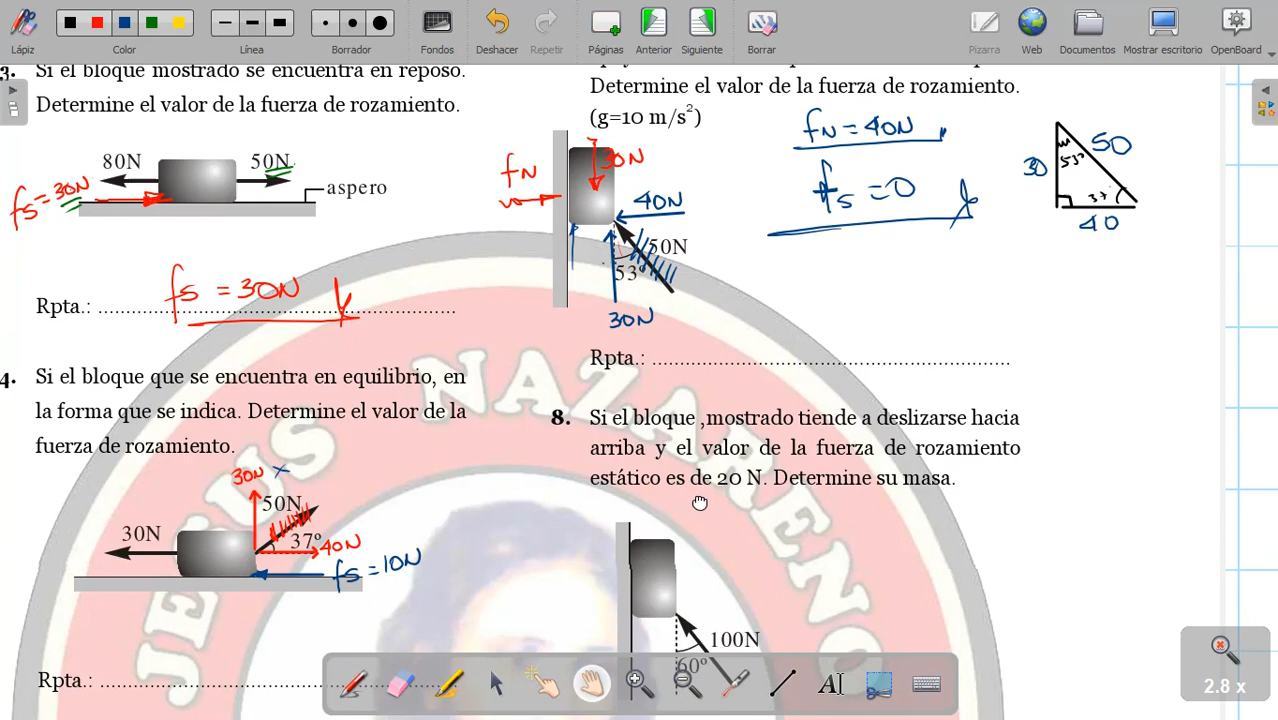 Lápiz
Color
Línea
Borrador
Fondos
Deshacer
Repetir
Páginas
Anterior
Siguiente
Borrar
Pizarra
Web
Documentos
Mostrar escritorio
OpenBoard
3. Si el bloque mostrado se encuentra en reposo.
Determine el valor de la fuerza de rozamiento.
80N
50N
fs=30N
aspero
Rpta.: ...........................................................................
fs = 30N
4. Si el bloque que se encuentra en equilibrio, en
la forma que se indica. Determine el valor de la
fuerza de rozamiento.
30N
50N
30N
37º
40N
fs=10N
Rpta.: ...........................................................................
Determine el valor de la fuerza de rozamiento.
(g=10 m/s²)
fN
30N
40N
50N
53º
30N
fN = 40N
fs = 0
30
50
53°
37°
40
Rpta.: ...........................................................................
8. Si el bloque ,mostrado tiende a deslizarse hacia
arriba y el valor de la fuerza de rozamiento
estático es de 20 N. Determine su masa.
100N
60º
JESUS NAZARENO
2.8 x